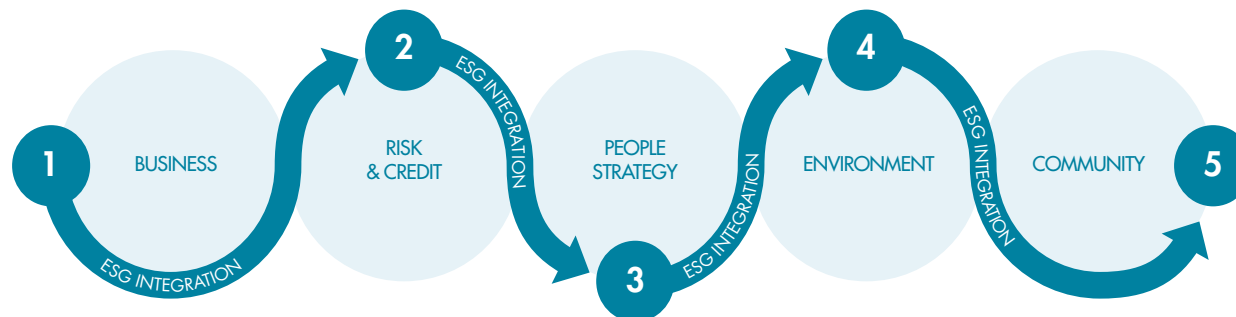 1
BUSINESS
ESG INTEGRATION
2
RISK
& CREDIT
ESG INTEGRATION
3
PEOPLE
STRATEGY
ESG INTEGRATION
4
ENVIRONMENT
ESG INTEGRATION
5
COMMUNITY